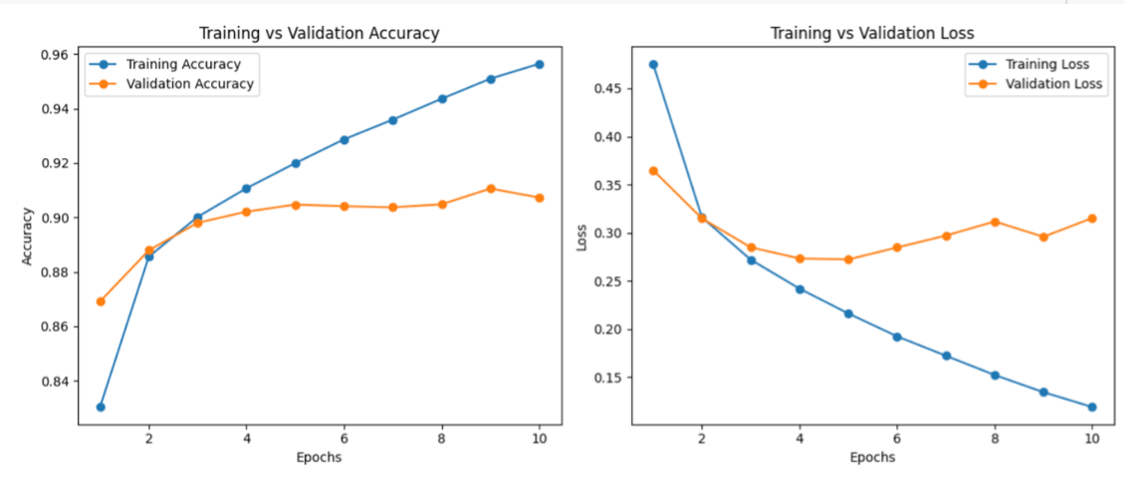 Training vs Validation Accuracy
Training Accuracy
Validation Accuracy
0.96
0.94
0.92
0.90
0.88
0.86
0.84
Accuracy
2 4 6 8 10
Epochs
Training vs Validation Loss
Training Loss
Validation Loss
0.45
0.40
0.35
0.30
0.25
0.20
0.15
Loss
2 4 6 8 10
Epochs